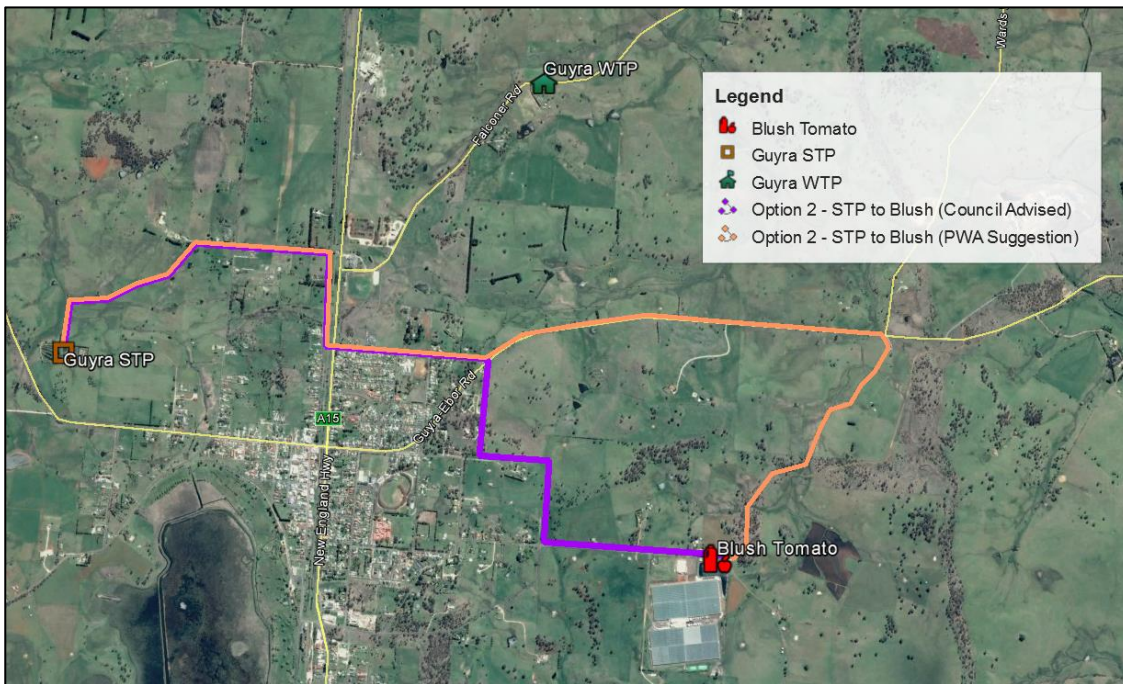 Wards
Guyra WTP
Falconer Rd
Legend
Blush Tomato
Guyra STP
Guyra WTP
Option 2 - STP to Blush (Council Advised)
Option 2 - STP to Blush (PWA Suggestion)
Guyra STP
Guyra-Ebor Rd
A15
New England Hwy
Blush Tomato